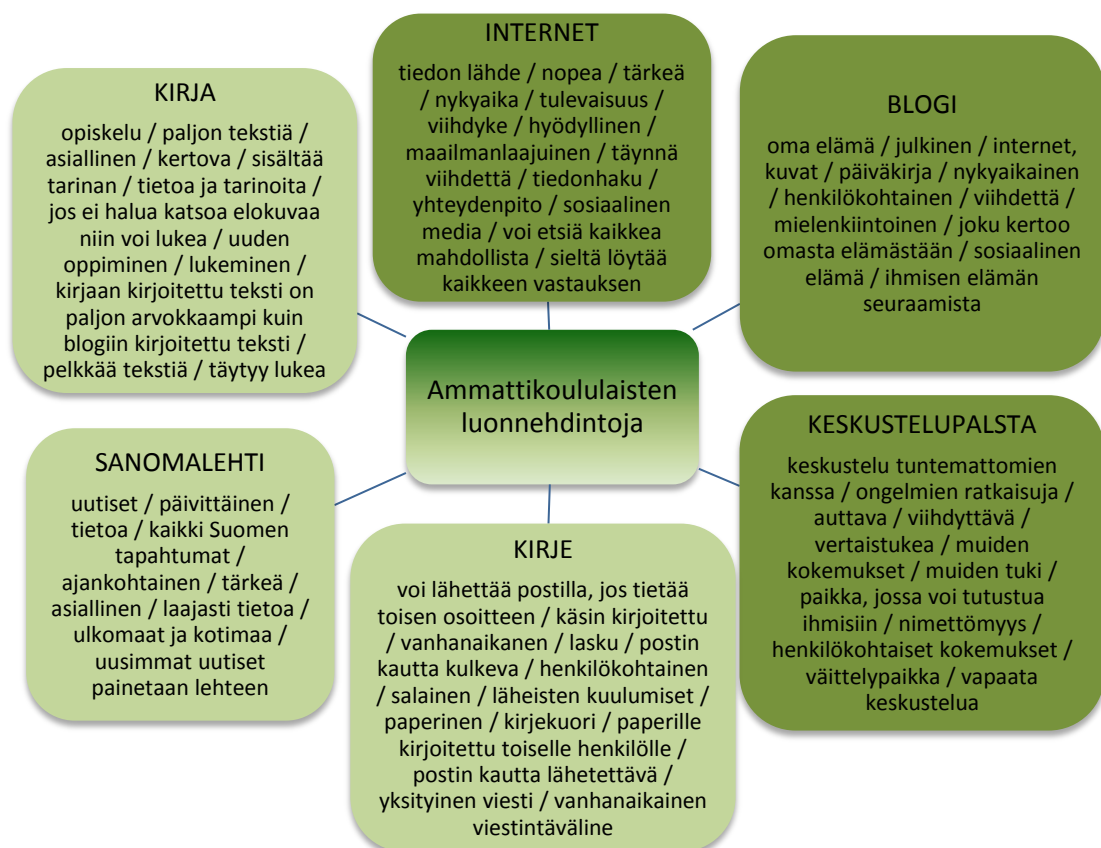 INTERNET
tiedon lähde / nopea / tärkeä
/ nykyaika / tulevaisuus /
viihdyke / hyödyllinen /
maailmanlaajuinen / täynnä
viihdettä / tiedonhaku /
yhteydenpito / sosiaalinen
media / voi etsiä kaikkea
mahdollista / sieltä löytää
kaikkeen vastauksen
KIRJA
opiskelu / paljon tekstiä /
asiallinen / kertova / sisältää
tarinan / tietoa ja tarinoita /
jos ei halua katsoa elokuvaa
niin voi lukea / uuden
oppiminen / lukeminen /
kirjaan kirjoitettu teksti on
paljon arvokkaampi kuin
blogiin kirjoitettu teksti /
pelkkää tekstiä / täytyy lukea
BLOGI
oma elämä / julkinen / internet,
kuvat / päiväkirja / nykyaikainen
/ henkilökohtainen / viihdettä /
mielenkiintoinen / joku kertoo
omasta elämästään / sosiaalinen
elämä / ihmisen elämän
seuraamista
Ammattikoululaisten
luonnehdintoja
SANOMALEHTI
uutiset / päivittäinen /
tietoa / kaikki Suomen
tapahtumat /
ajankohtainen / tärkeä /
asiallinen / laajasti tietoa /
ulkomaat ja kotimaa /
uusimmat uutiset
painetaan lehteen
KESKUSTELUPALSTA
keskustelu tuntemattomien
kanssa / ongelmien ratkaisuja /
auttava / viihdyttävä /
vertaistukea / muiden
kokemukset / muiden tuki /
paikka, jossa voi tutustua
ihmisiin / nimettömyys /
henkilökohtaiset kokemukset /
väittelypaikka / vapaata
keskustelua
KIRJE
voi lähettää postilla, jos tietää
toisen osoitteen / käsin kirjoitettu
/ vanhanaikanen / lasku / postin
kautta kulkeva / henkilökohtainen
/ salainen / läheisten kuulumiset /
paperinen / kirjekuori / paperille
kirjoitettu toiselle henkilölle /
postin kautta lähetettävä /
yksityinen viesti / vanhanaikainen
viestintäväline